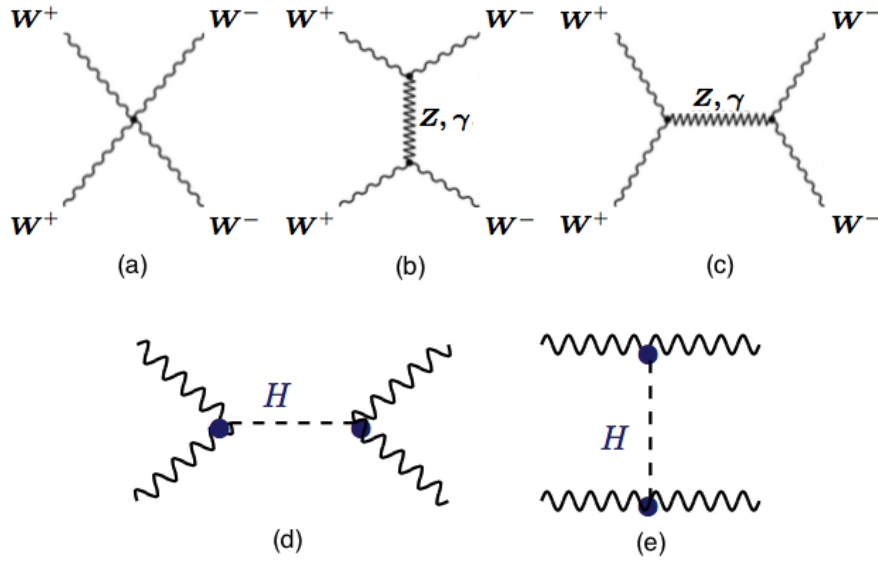 W⁺ W⁻ W⁺ W⁻ W⁺ W⁻
Z, γ Z, γ
W⁺ W⁻ W⁺ W⁻ W⁺ W⁻
(a) (b) (c)
H
H
(d) (e)